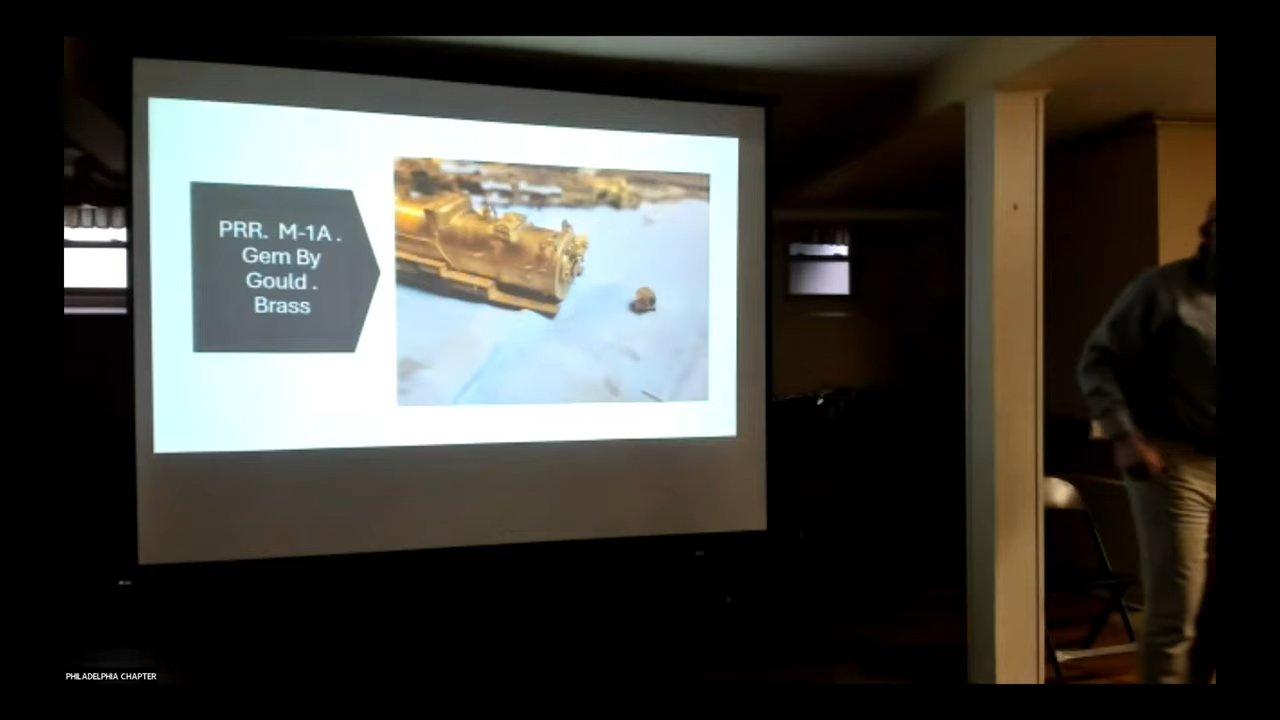 PRR. M-1A .
Gem By
Gould .
Brass
PHILADELPHIA CHAPTER